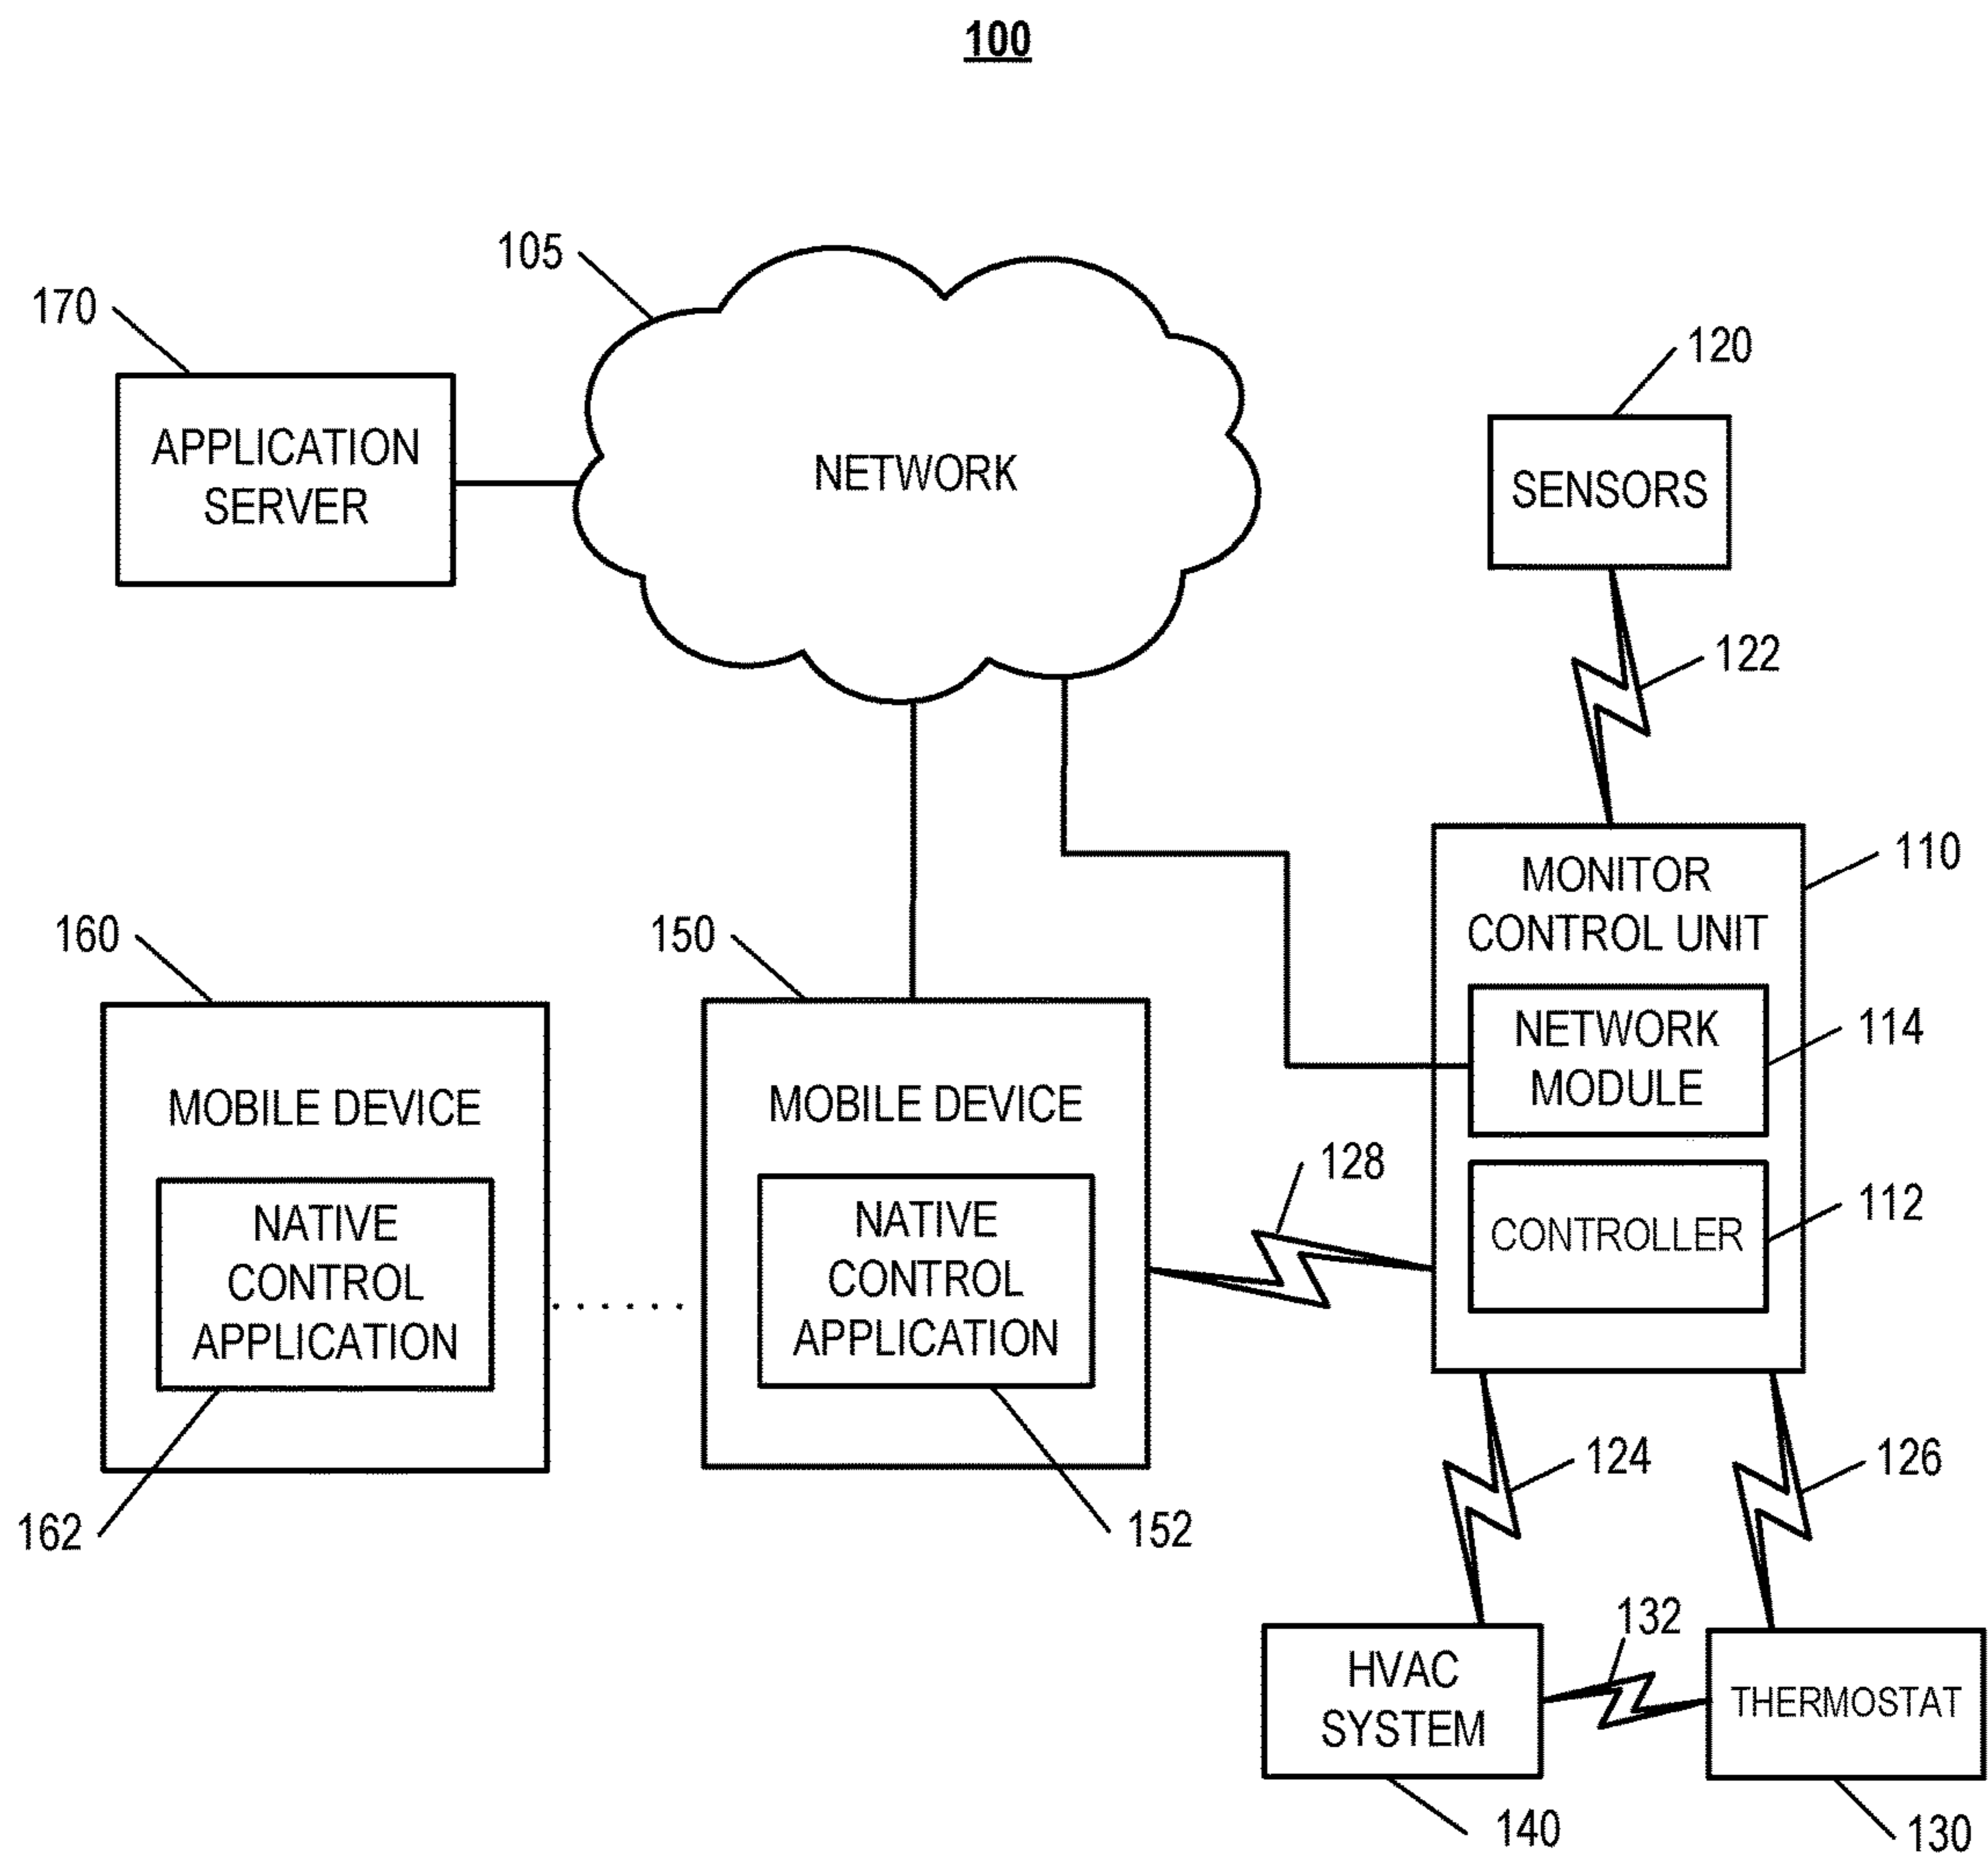 100
105
170
APPLICATION
SERVER
NETWORK
120
SENSORS
122
110
MONITOR
CONTROL UNIT
NETWORK
MODULE
114
CONTROLLER
112
160
MOBILE DEVICE
NATIVE
CONTROL
APPLICATION
162
150
MOBILE DEVICE
NATIVE
CONTROL
APPLICATION
152
128
124
126
HVAC
SYSTEM
132
THERMOSTAT
140
130